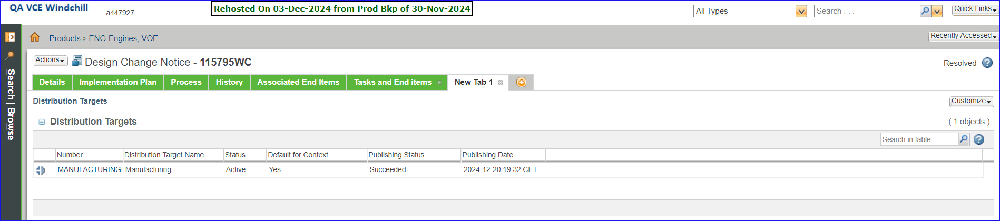 QA VCE Windchill
a447927
Rehosted On 03-Dec-2024 from Prod Bkp of 30-Nov-2024
All Types
Search . . .
Quick Links
Products > ENG-Engines, VOE
Recently Accessed
Actions
Design Change Notice - 115795WC
Resolved
Search | Browse
Details Implementation Plan Process History Associated End Items Tasks and End items New Tab 1
Distribution Targets
Customize
Distribution Targets
( 1 objects )
Search in table
Number Distribution Target Name Status Default for Context Publishing Status Publishing Date
MANUFACTURING Manufacturing Active Yes Succeeded 2024-12-20 19:32 CET